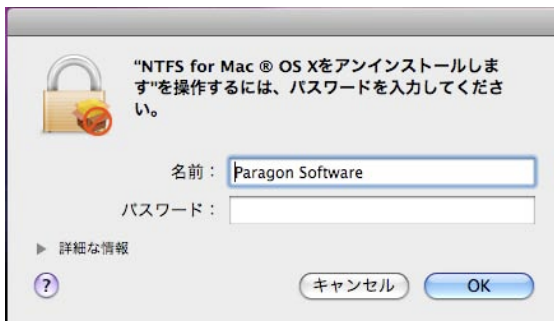 "NTFS for Mac ® OS Xをアンインストールしま
す"を操作するには、パスワードを入力してくださ
い。
名前： Paragon Software
パスワード：
詳細な情報
?
キャンセル OK